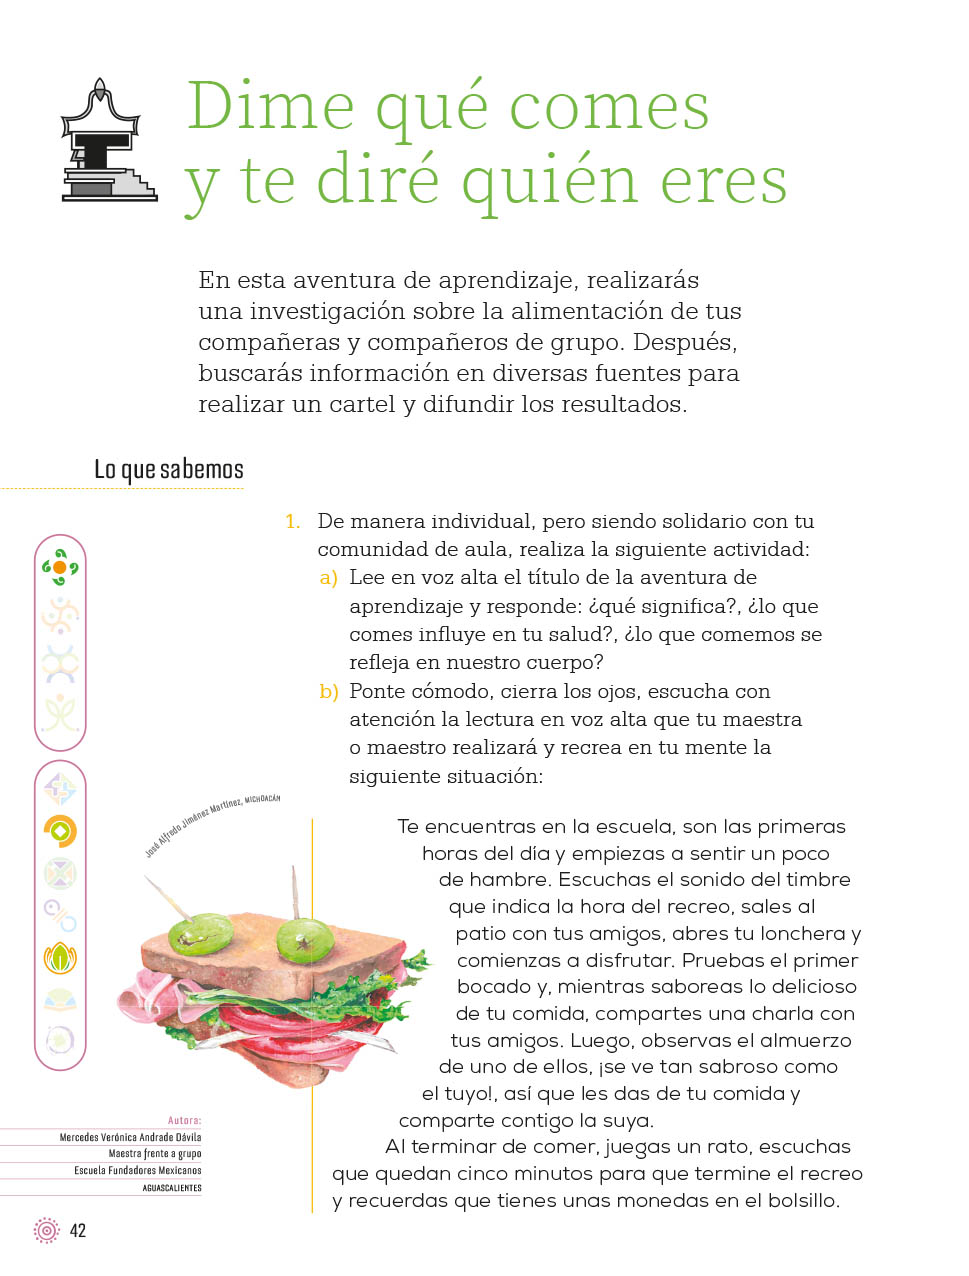 Dime qué comes
y te diré quién eres
En esta aventura de aprendizaje, realizarás
una investigación sobre la alimentación de tus
compañeras y compañeros de grupo. Después,
buscarás información en diversas fuentes para
realizar un cartel y difundir los resultados.
Lo que sabemos
1. De manera individual, pero siendo solidario con tu
comunidad de aula, realiza la siguiente actividad:
a) Lee en voz alta el título de la aventura de
aprendizaje y responde: ¿qué significa?, ¿lo que
comes influye en tu salud?, ¿lo que comemos se
refleja en nuestro cuerpo?
b) Ponte cómodo, cierra los ojos, escucha con
atención la lectura en voz alta que tu maestra
o maestro realizará y recrea en tu mente la
siguiente situación:
José Alfredo Jiménez Martínez, MICHOACÁN
Te encuentras en la escuela, son las primeras
horas del día y empiezas a sentir un poco
de hambre. Escuchas el sonido del timbre
que indica la hora del recreo, sales al
patio con tus amigos, abres tu lonchera y
comienzas a disfrutar. Pruebas el primer
bocado y, mientras saboreas lo delicioso
de tu comida, compartes una charla con
tus amigos. Luego, observas el almuerzo
de uno de ellos, ¡se ve tan sabroso como
el tuyo!, así que les das de tu comida y
comparte contigo la suya.
Al terminar de comer, juegas un rato, escuchas
que quedan cinco minutos para que termine el recreo
y recuerdas que tienes unas monedas en el bolsillo.
Autora:
Mercedes Verónica Andrade Dávila
Maestra frente a grupo
Escuela Fundadores Mexicanos
AGUASCALIENTES
42